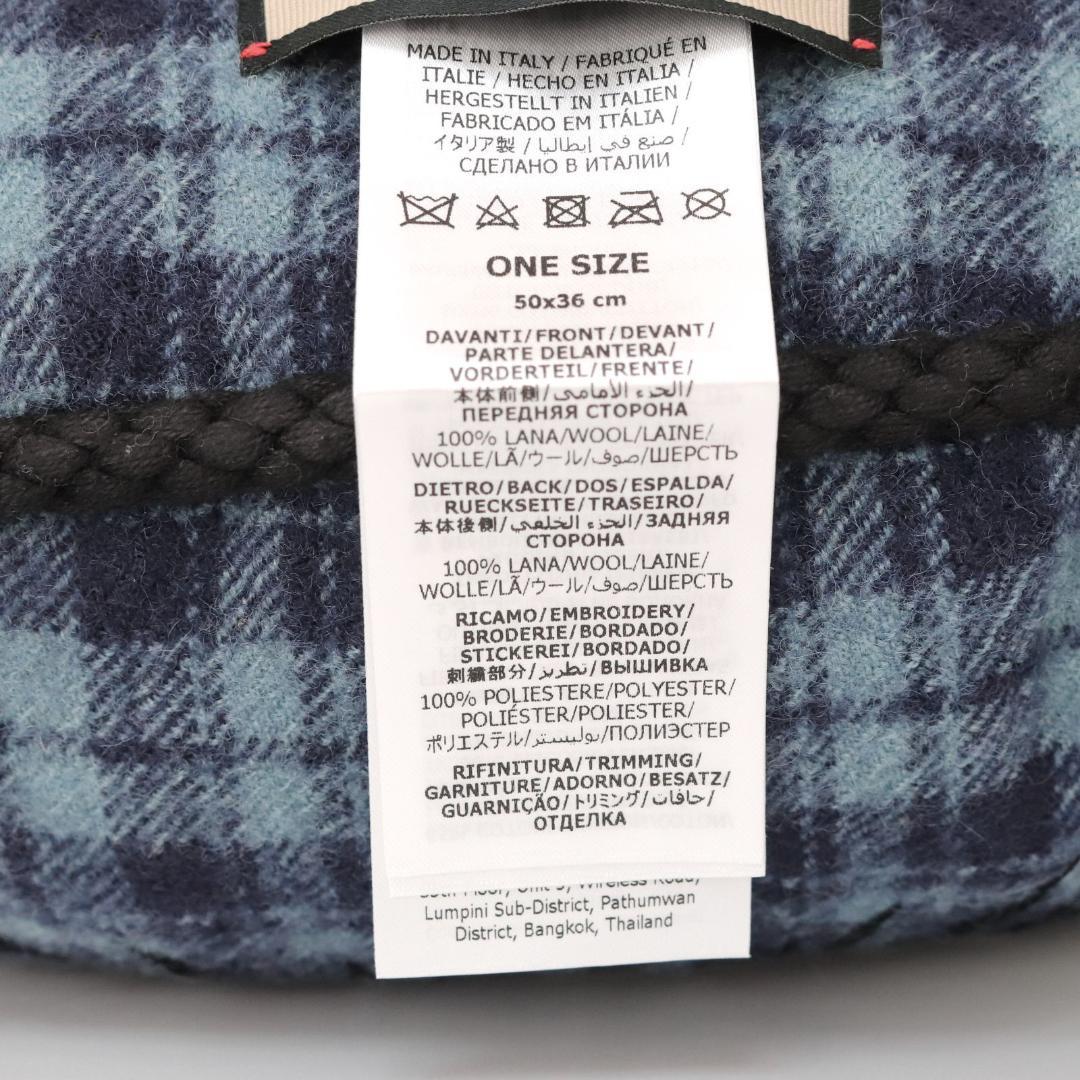 MADE IN ITALY / FABRIQUÉ EN
ITALIE / HECHO EN ITALIA /
HERGESTELLT IN ITALIEN /
FABRICADO EM ITÁLIA /
イタリア製 / صنع في إيطاليا /
СДЕЛАНО В ИТАЛИИ
ONE SIZE
50x36 cm
DAVANTI/FRONT/DEVANT/
PARTE DELANTERA/
VORDERTEIL/FRENTE/
本体前側/الجزء الأمامى/
ПЕРЕДНЯЯ СТОРОНА
100% LANA/WOOL/LAINE/
WOLLE/LÃ/ウール/صوف/ШЕРСТЬ
DIETRO/BACK/DOS/ESPALDA/
RUECKSEITE/TRASEIRO/
本体後側/الجزء الخلفي/ЗАДНЯЯ
СТОРОНА
100% LANA/WOOL/LAINE/
WOLLE/LÃ/ウール/صوف/ШЕРСТЬ
RICAMO/EMBROIDERY/
BRODERIE/BORDADO/
STICKEREI/BORDADO/
刺繍部分/تطريز/ВЫШИВКА
100% POLIESTERE/POLYESTER/
POLIÉSTER/POLIESTER/
ポリエステル/بوليستر/ПОЛИЭСТЕР
RIFINITURA/TRIMMING/
GARNITURE/ADORNO/BESATZ/
GUARNIÇÃO/トリミング/حافات/
ОТДЕЛКА
Wireless Road,
Lumpini Sub-District, Pathumwan
District, Bangkok, Thailand